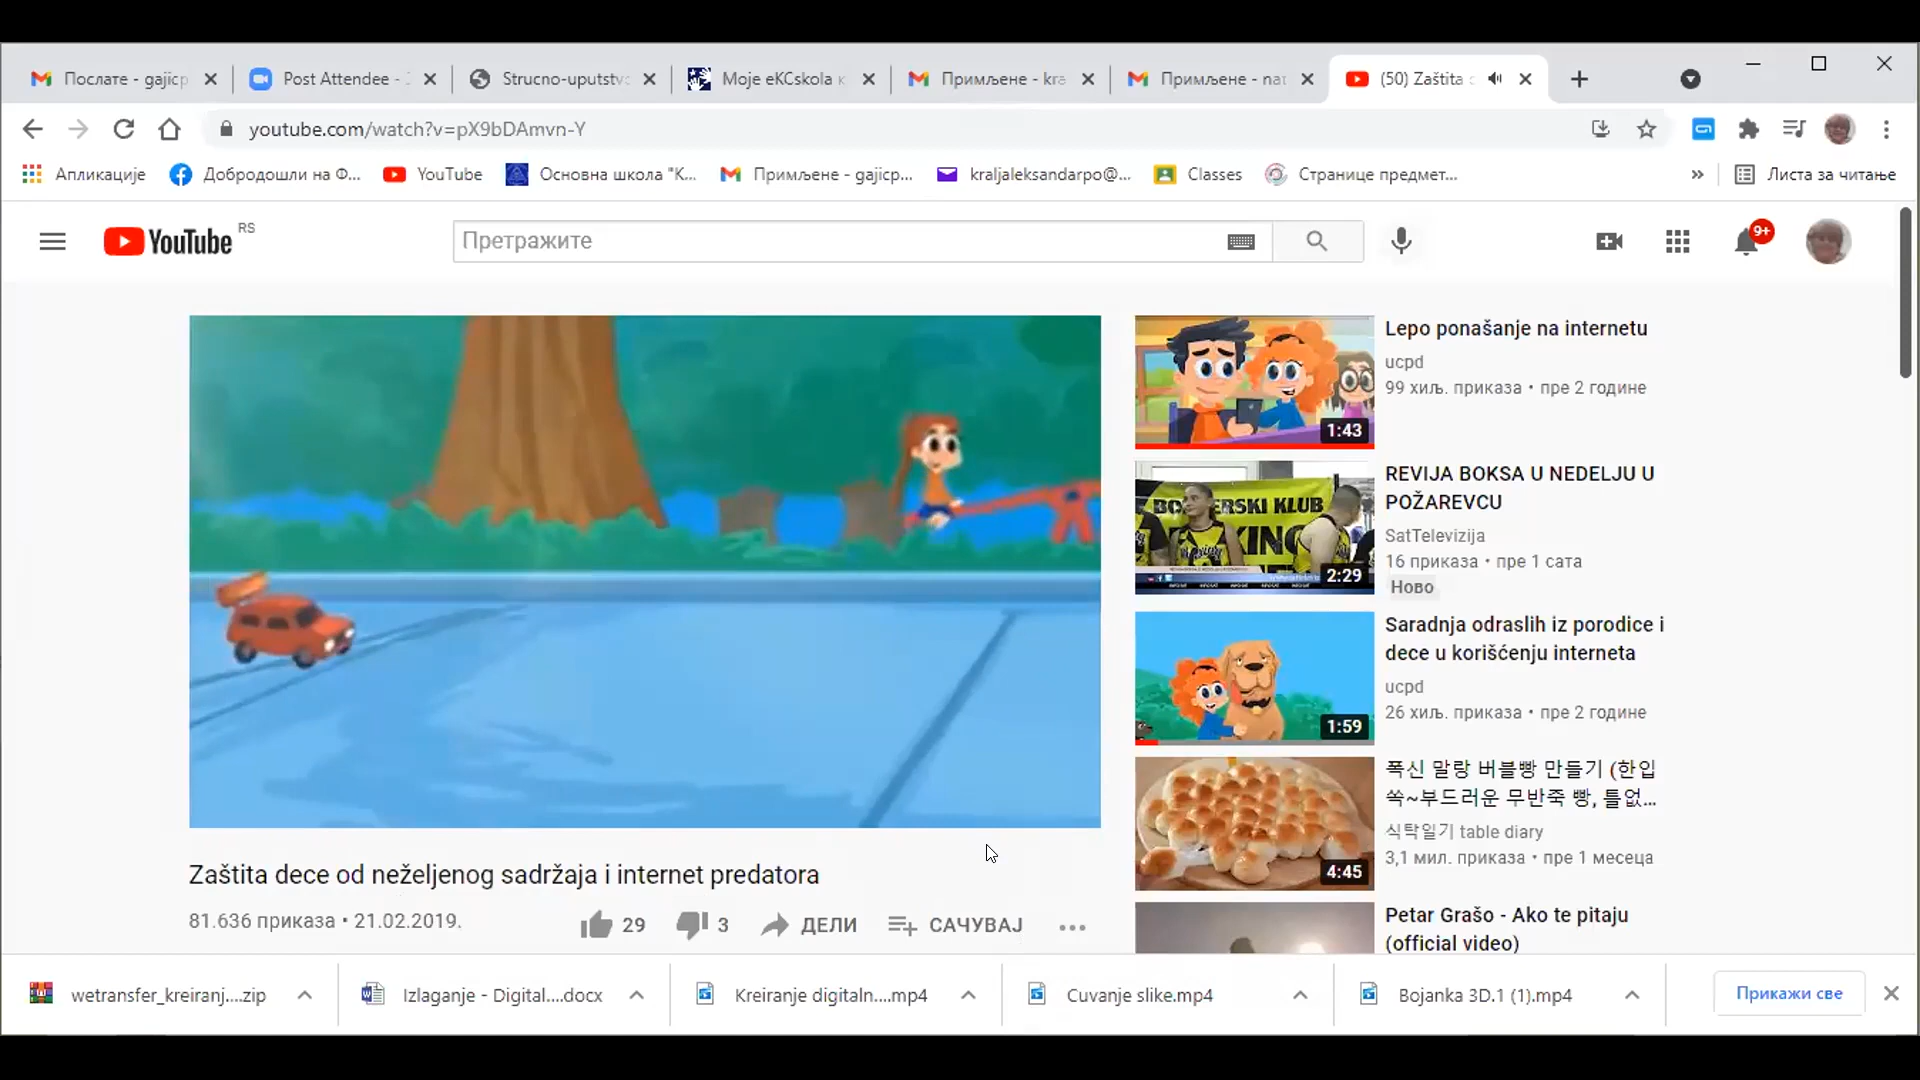 Послате - gajicp
Post Attendee -
Strucno-uputstv
Moje eKCskola
Примљене - kra
Примљене - nat
(50) Zaštita
youtube.com/watch?v=pX9bDAmvn-Y
Апликације
Добродошли на Ф...
YouTube
Основна школа "К...
Примљене - gajicp...
kraljaleksandarpo@...
Classes
Странице предмет...
»
Листа за читање
YouTube RS
Претражите
9+
Lepo ponašanje na internetu
ucpd
99 хиљ. приказа • пре 2 године
1:43
REVIJA BOKSA U NEDELJU U
POŽAREVCU
SatTelevizija
16 приказа • пре 1 сата
Ново
2:29
Saradnja odraslih iz porodice i
dece u korišćenju interneta
ucpd
26 хиљ. приказа • пре 2 године
1:59
폭신 말랑 버블빵 만들기 (한입
쏙~부드러운 무반죽 빵, 틀없...
식탁일기 table diary
3,1 мил. приказа • пре 1 месеца
4:45
Petar Grašo - Ako te pitaju
(official video)
Zaštita dece od neželjenog sadržaja i internet predatora
81.636 приказа • 21.02.2019.
29
3
ДЕЛИ
САЧУВАЈ
wetransfer_kreiranj....zip
Izlaganje - Digital....docx
Kreiranje digitaln....mp4
Cuvanje slike.mp4
Bojanka 3D.1 (1).mp4
Прикажи све